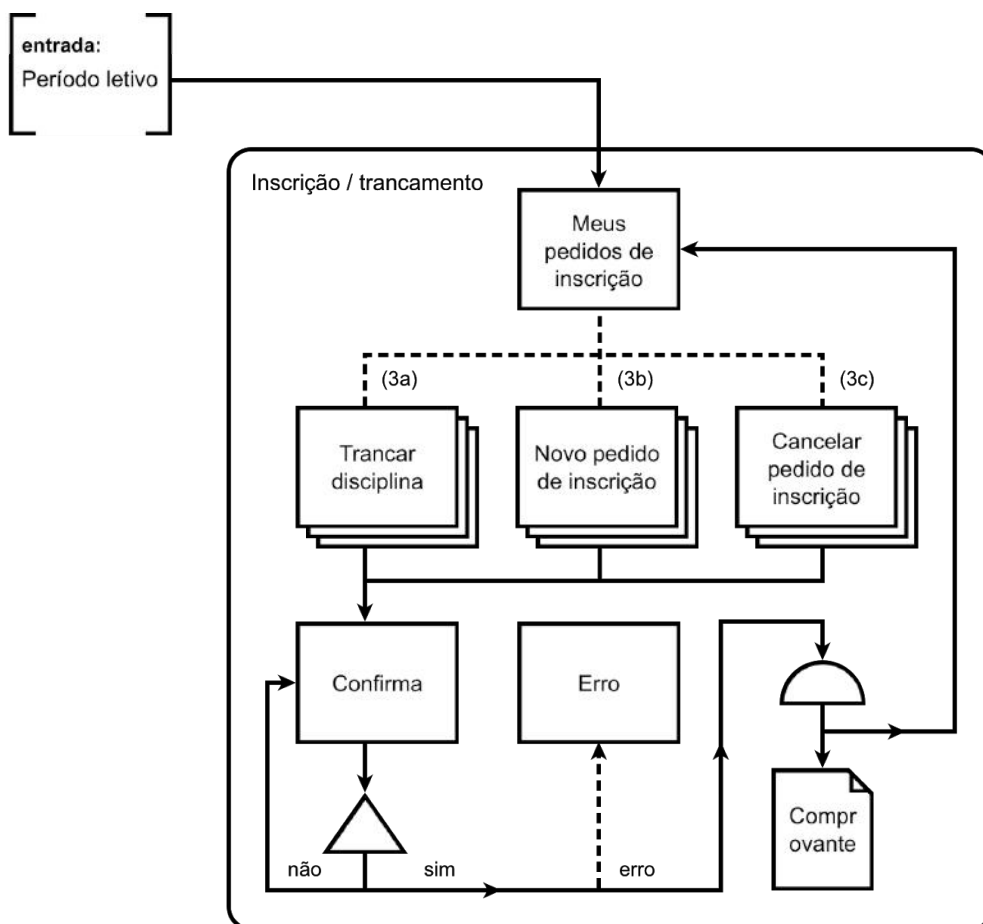 entrada:
Período letivo
Inscrição / trancamento
Meus
pedidos de
inscrição
(3a)
(3b)
(3c)
Trancar
disciplina
Novo pedido
de inscrição
Cancelar
pedido de
inscrição
Confirma
Erro
Compr
ovante
não
sim
erro